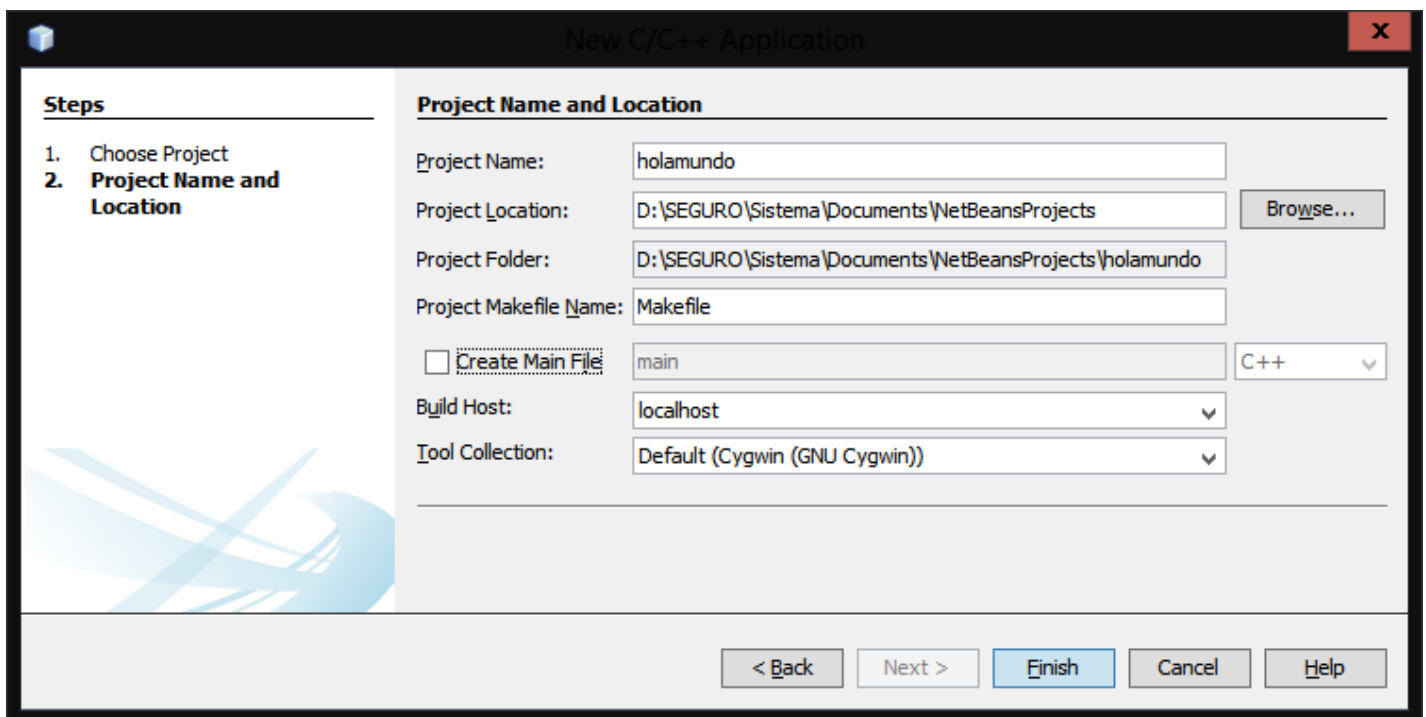 New C/C++ Application
x
Steps
1. Choose Project
2. Project Name and
Location
Project Name and Location
Project Name: holamundo
Project Location: D:\SEGURO\Sistema\Documents\NetBeansProjects Browse...
Project Folder: D:\SEGURO\Sistema\Documents\NetBeansProjects\holamundo
Project Makefile Name: Makefile
Create Main File main C++
Build Host: localhost
Tool Collection: Default (Cygwin (GNU Cygwin))
< Back Next > Finish Cancel Help